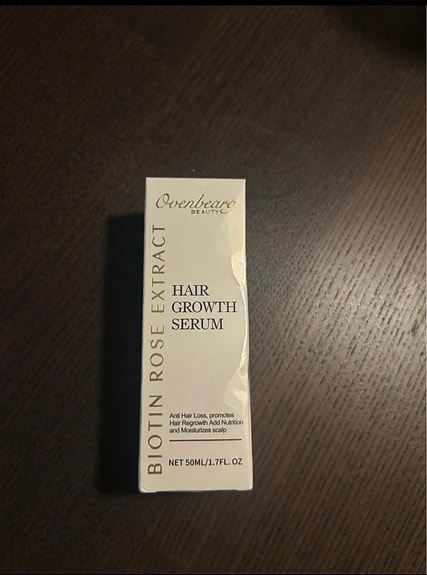 Ovenbearg
BEAUTY
BIOTIN ROSE EXTRACT
HAIR
GROWTH
SERUM
Anti Hair Loss, promotes
Hair Regrowth Add Nutrition
and Moisturizes scalp
NET 50ML/1.7FL. OZ